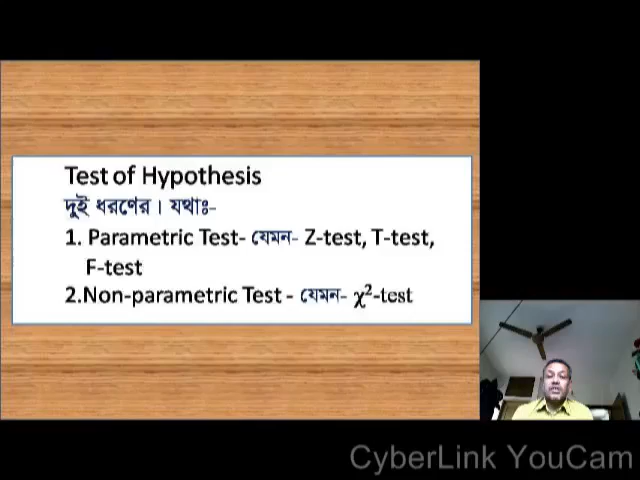 Test of Hypothesis
দুই ধরণের। যথাঃ-
1. Parametric Test- যেমন- Z-test, T-test,
F-test
2.Non-parametric Test - যেমন- χ²-test
CyberLink YouCam